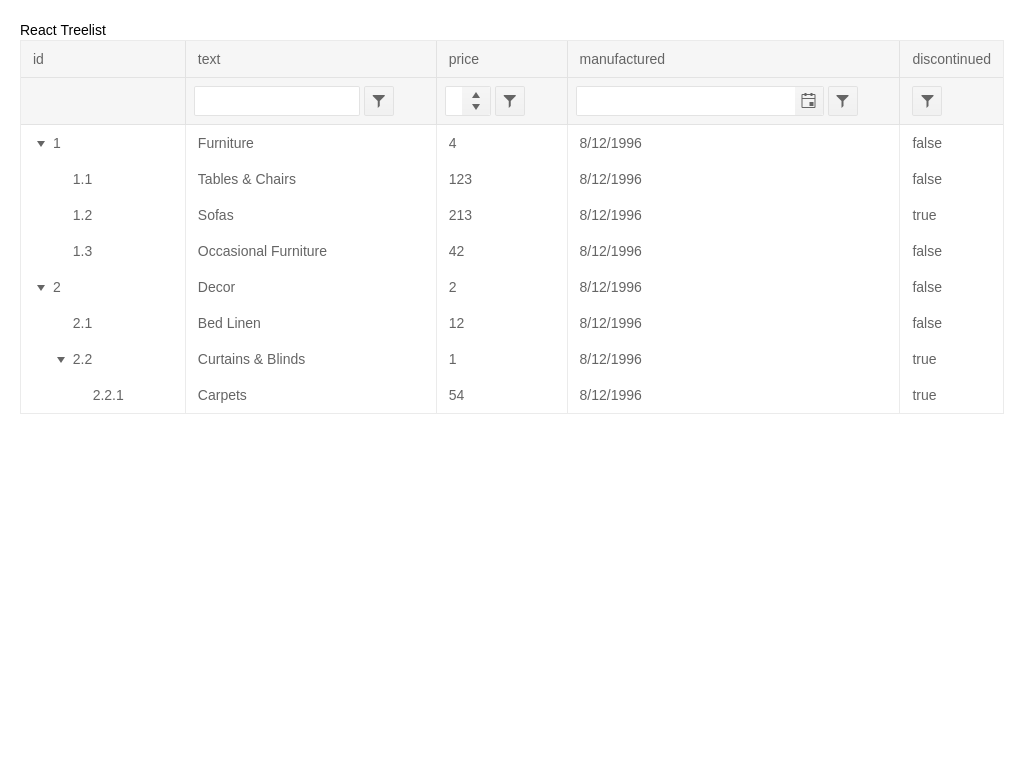 React Treelist
id text price manufactured discontinued
1 Furniture 4 8/12/1996 false
1.1 Tables & Chairs 123 8/12/1996 false
1.2 Sofas 213 8/12/1996 true
1.3 Occasional Furniture 42 8/12/1996 false
2 Decor 2 8/12/1996 false
2.1 Bed Linen 12 8/12/1996 false
2.2 Curtains & Blinds 1 8/12/1996 true
2.2.1 Carpets 54 8/12/1996 true